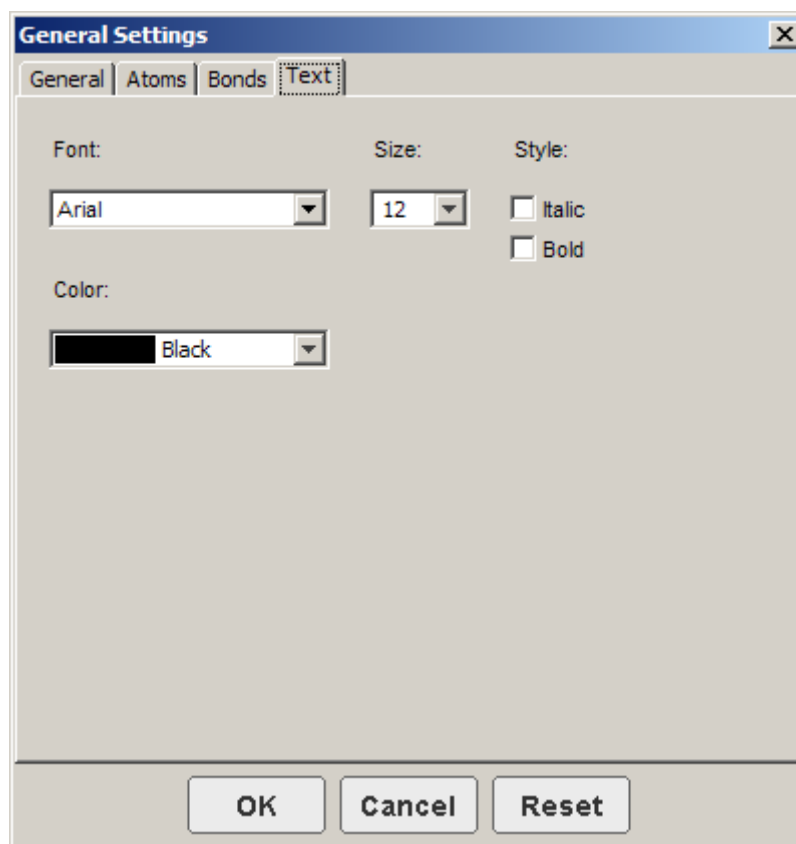 General Settings
General Atoms Bonds Text
Font: Size: Style:
Arial 12 Italic
Bold
Color:
Black
OK Cancel Reset